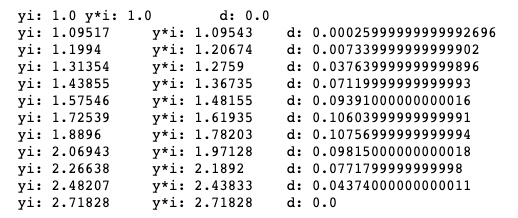 yi: 1.0 y*i: 1.0 d: 0.0
yi: 1.09517 y*i: 1.09543 d: 0.00025999999999992696
yi: 1.1994 y*i: 1.20674 d: 0.00733999999999999902
yi: 1.31354 y*i: 1.2759 d: 0.037639999999999896
yi: 1.43855 y*i: 1.36735 d: 0.07119999999999993
yi: 1.57546 y*i: 1.48155 d: 0.09391000000000016
yi: 1.72539 y*i: 1.61935 d: 0.10603999999999991
yi: 1.8896 y*i: 1.78203 d: 0.10756999999999994
yi: 2.06943 y*i: 1.97128 d: 0.09815000000000018
yi: 2.26638 y*i: 2.1892 d: 0.0771799999999998
yi: 2.48207 y*i: 2.43833 d: 0.04374000000000011
yi: 2.71828 y*i: 2.71828 d: 0.0